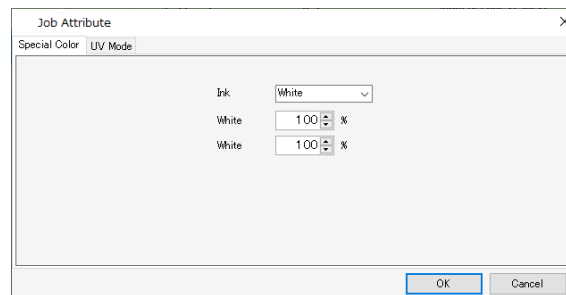 Job Attribute
Special Color UV Mode
Ink White
White 100 %
White 100 %
OK Cancel